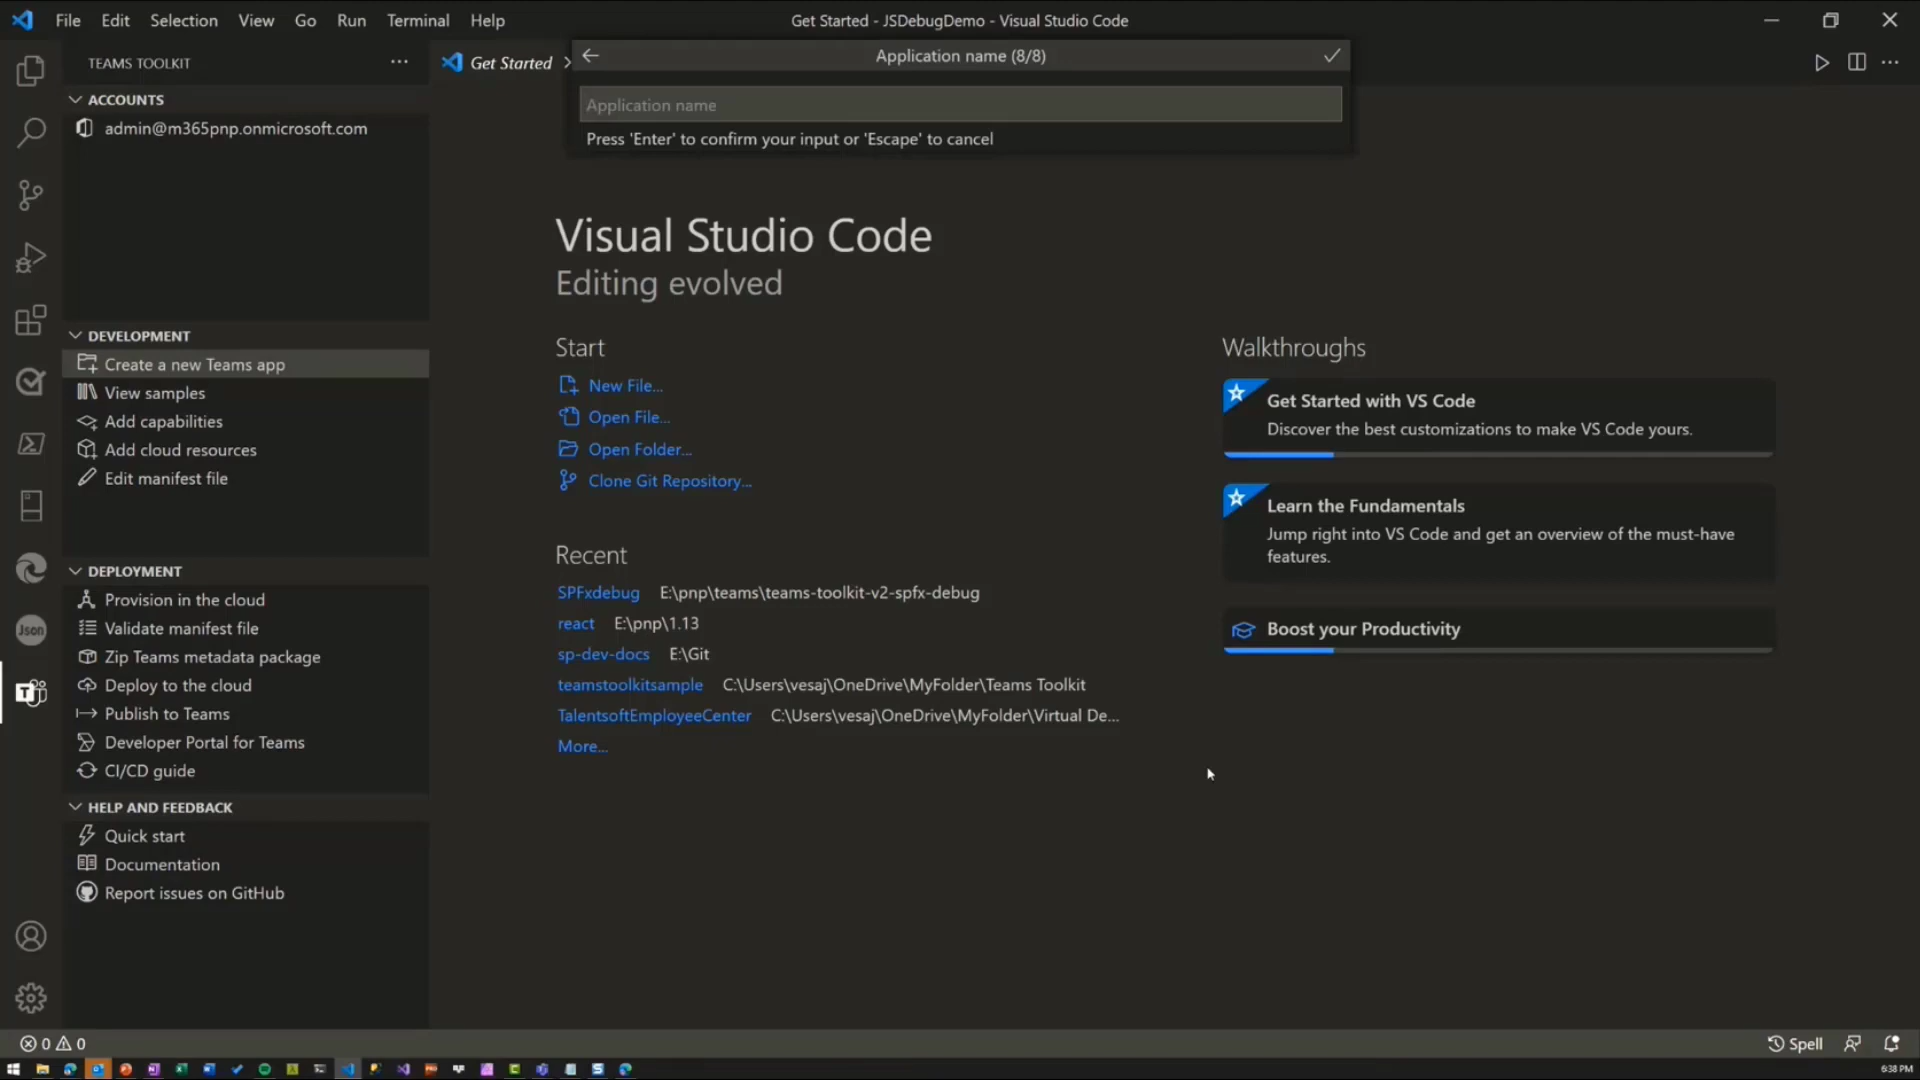 File Edit Selection View Go Run Terminal Help
Get Started - JSDebugDemo - Visual Studio Code
TEAMS TOOLKIT
Get Started
Application name (8/8)
Application name
Press 'Enter' to confirm your input or 'Escape' to cancel
ACCOUNTS
admin@m365pnp.onmicrosoft.com
DEVELOPMENT
Create a new Teams app
View samples
Add capabilities
Add cloud resources
Edit manifest file
DEPLOYMENT
Provision in the cloud
Validate manifest file
Zip Teams metadata package
Deploy to the cloud
Publish to Teams
Developer Portal for Teams
CI/CD guide
HELP AND FEEDBACK
Quick start
Documentation
Report issues on GitHub
Json
Visual Studio Code
Editing evolved
Start
New File...
Open File...
Open Folder...
Clone Git Repository...
Recent
SPFxdebug E:\pnp\teams\teams-toolkit-v2-spfx-debug
react E:\pnp\1.13
sp-dev-docs E:\Git
teamstoolkitsample C:\Users\vesaj\OneDrive\MyFolder\Teams Toolkit
TalentsoftEmployeeCenter C:\Users\vesaj\OneDrive\MyFolder\Virtual De...
More...
Walkthroughs
Get Started with VS Code
Discover the best customizations to make VS Code yours.
Learn the Fundamentals
Jump right into VS Code and get an overview of the must-have
features.
Boost your Productivity
0 0
Spell
6:38 PM